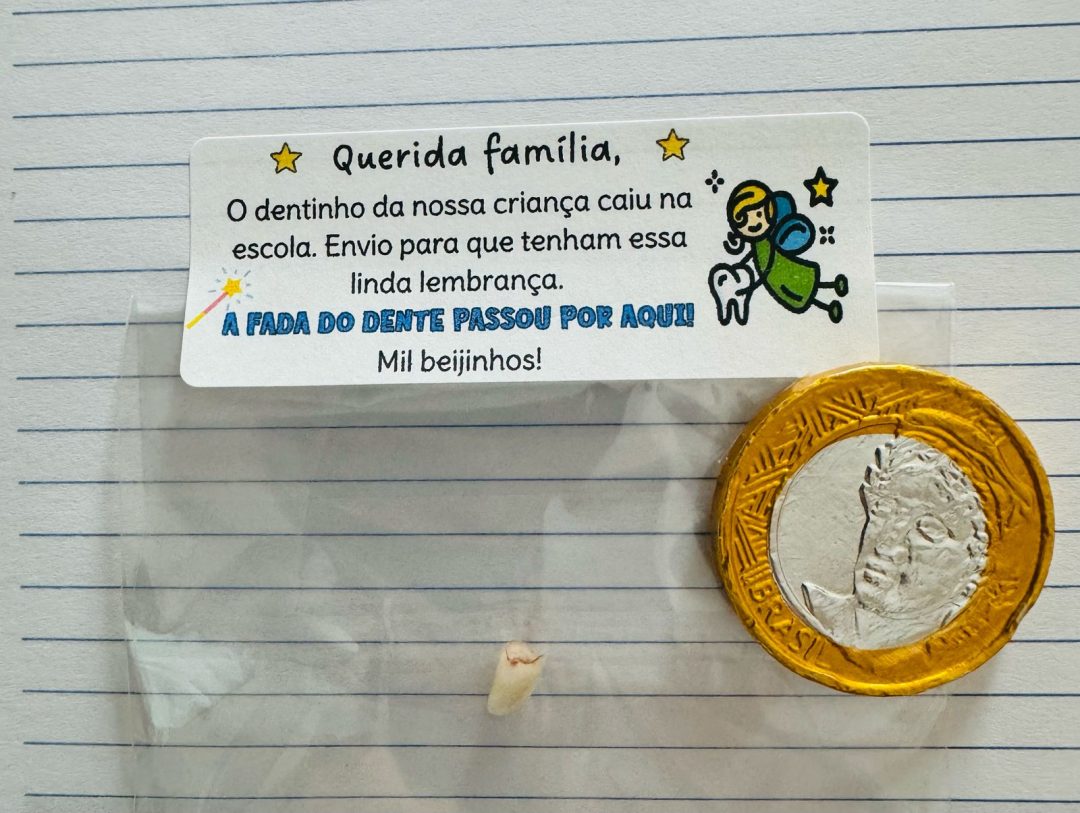 Querida família,
O dentinho da nossa criança caiu na
escola. Envio para que tenham essa
linda lembrança.
A FADA DO DENTE PASSOU POR AQUI!
Mil beijinhos!
BRASIL